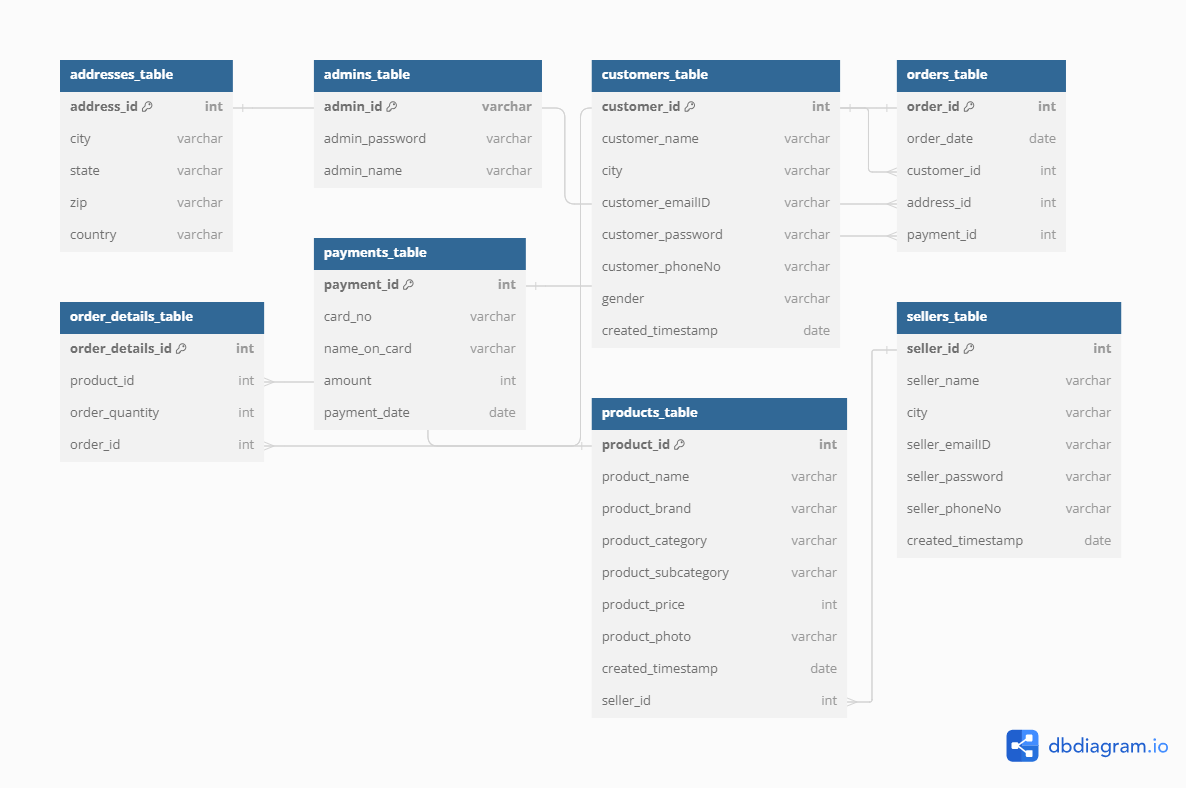 addresses_table
address_id int
city varchar
state varchar
zip varchar
country varchar
admins_table
admin_id varchar
admin_password varchar
admin_name varchar
customers_table
customer_id int
customer_name varchar
city varchar
customer_emailID varchar
customer_password varchar
customer_phoneNo varchar
gender varchar
created_timestamp date
orders_table
order_id int
order_date date
customer_id int
address_id int
payment_id int
payments_table
payment_id int
card_no varchar
name_on_card varchar
amount int
payment_date date
order_details_table
order_details_id int
product_id int
order_quantity int
order_id int
products_table
product_id int
product_name varchar
product_brand varchar
product_category varchar
product_subcategory varchar
product_price int
product_photo varchar
created_timestamp date
seller_id int
sellers_table
seller_id int
seller_name varchar
city varchar
seller_emailID varchar
seller_password varchar
seller_phoneNo varchar
created_timestamp date
dbdiagram.io